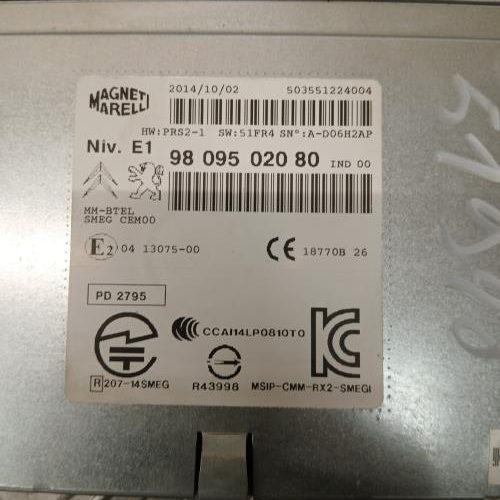 MAGNETI MARELLI
2014/10/02 503551224004
HW:PRS2-1 SW:51FR4 SN°:A-D06H2AP
Niv. E1
98 095 020 80 IND 00
MM-BTEL
SMEG CEM00
E2 04 13075-00
CE 18770B 26
PD 2795
CCAI14LP0810T0
R 207-14SMEG
R43998
MSIP-CMM-RX2-SMEGI